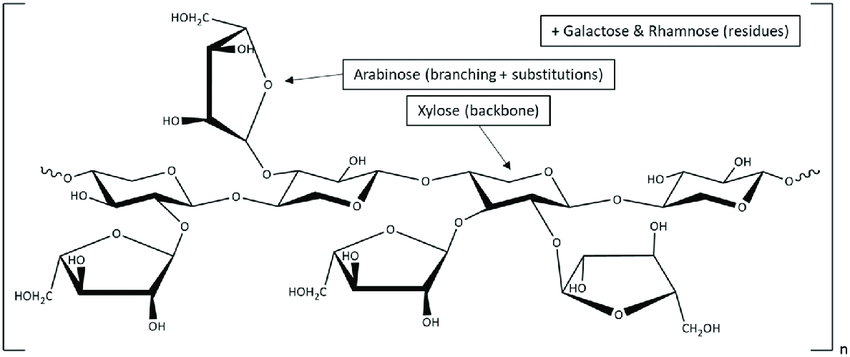 HOH₂C
+ Galactose & Rhamnose (residues)
OH
Arabinose (branching + substitutions)
O
Xylose (backbone)
HO
OH OH
O O O O O HO O
HO O O O O
O O OH
O O O
HO HO
HO
HOH₂C HOH₂C
O
OH OH CH₂OH
n